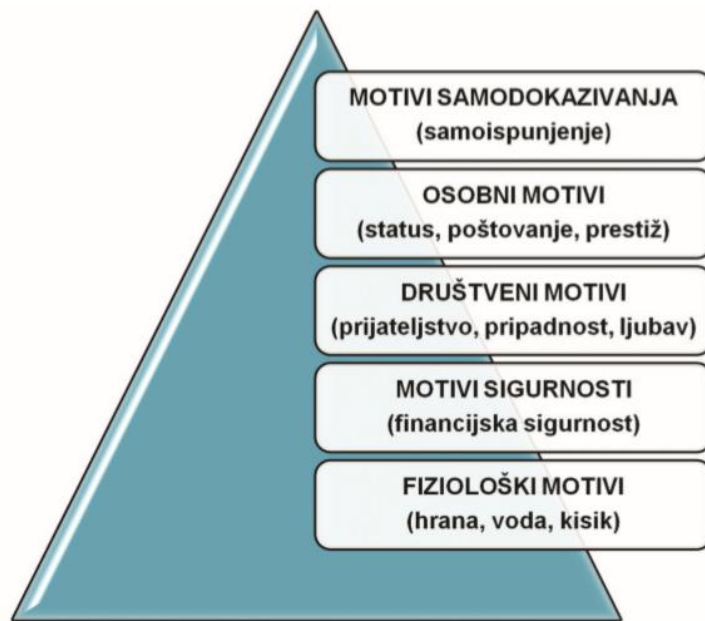 MOTIVI SAMODOKAZIVANJA
(samoispunjenje)
OSOBNI MOTIVI
(status, poštovanje, prestiž)
DRUŠTVENI MOTIVI
(prijateljstvo, pripadnost, ljubav)
MOTIVI SIGURNOSTI
(financijska sigurnost)
FIZIOLOŠKI MOTIVI
(hrana, voda, kisik)